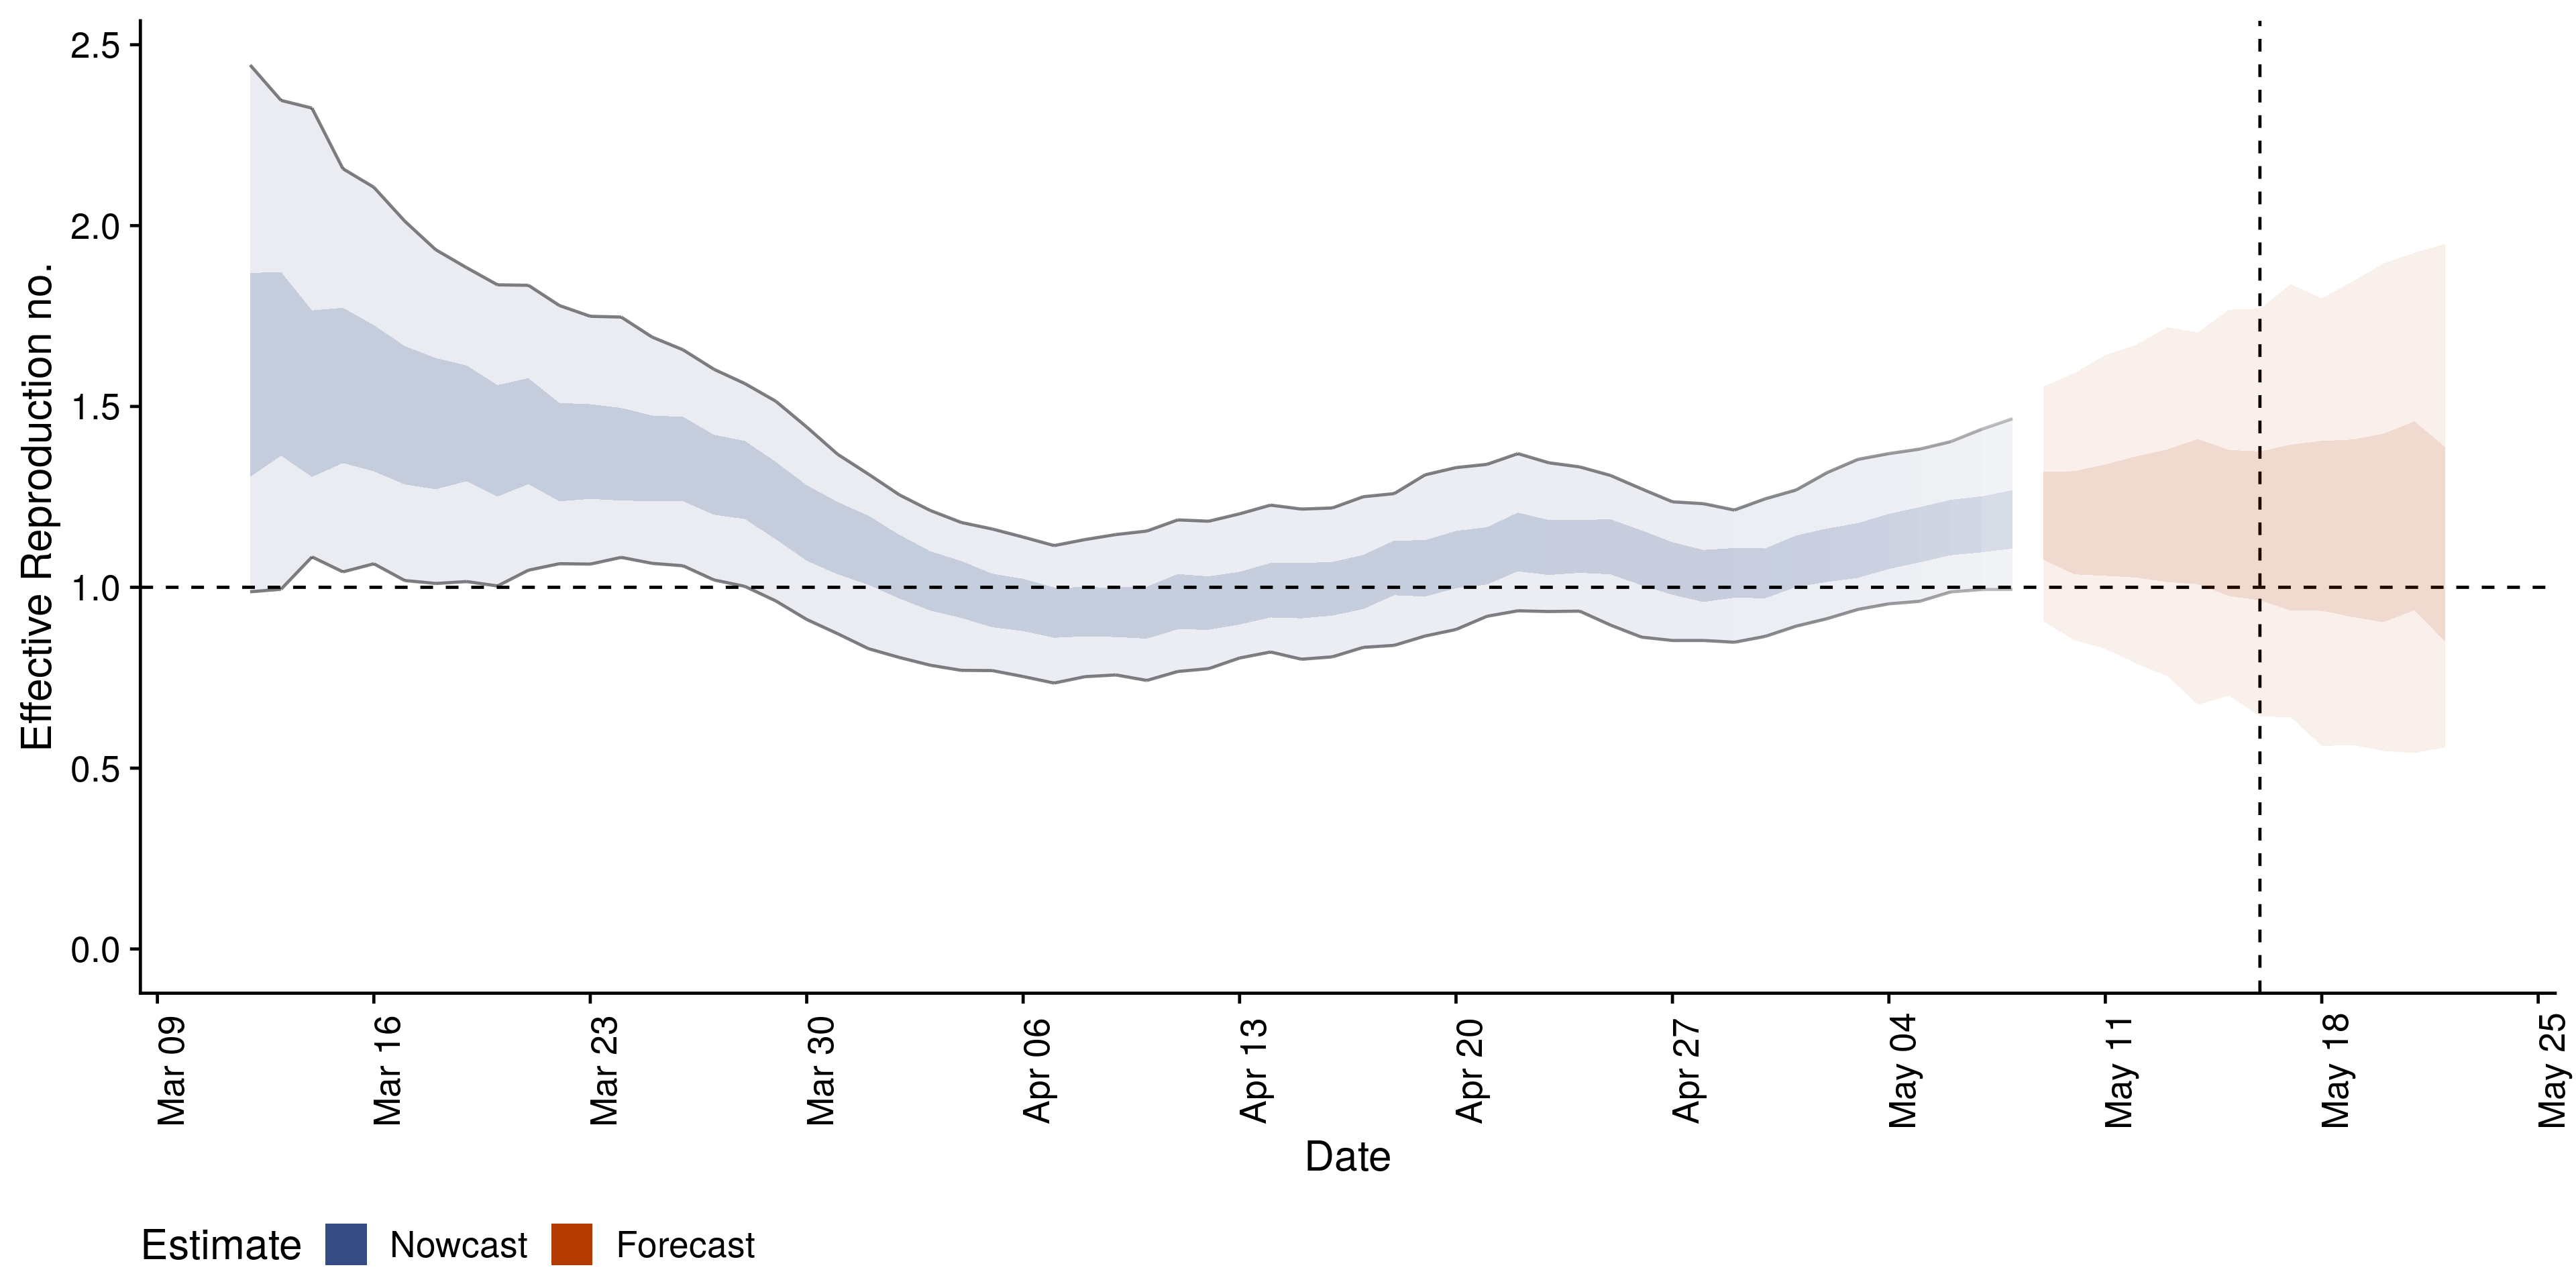 Effective Reproduction no.
2.5
2.0
1.5
1.0
0.5
0.0
Mar 09
Mar 16
Mar 23
Mar 30
Apr 06
Apr 13
Apr 20
Apr 27
May 04
May 11
May 18
May 25
Date
Estimate Nowcast Forecast